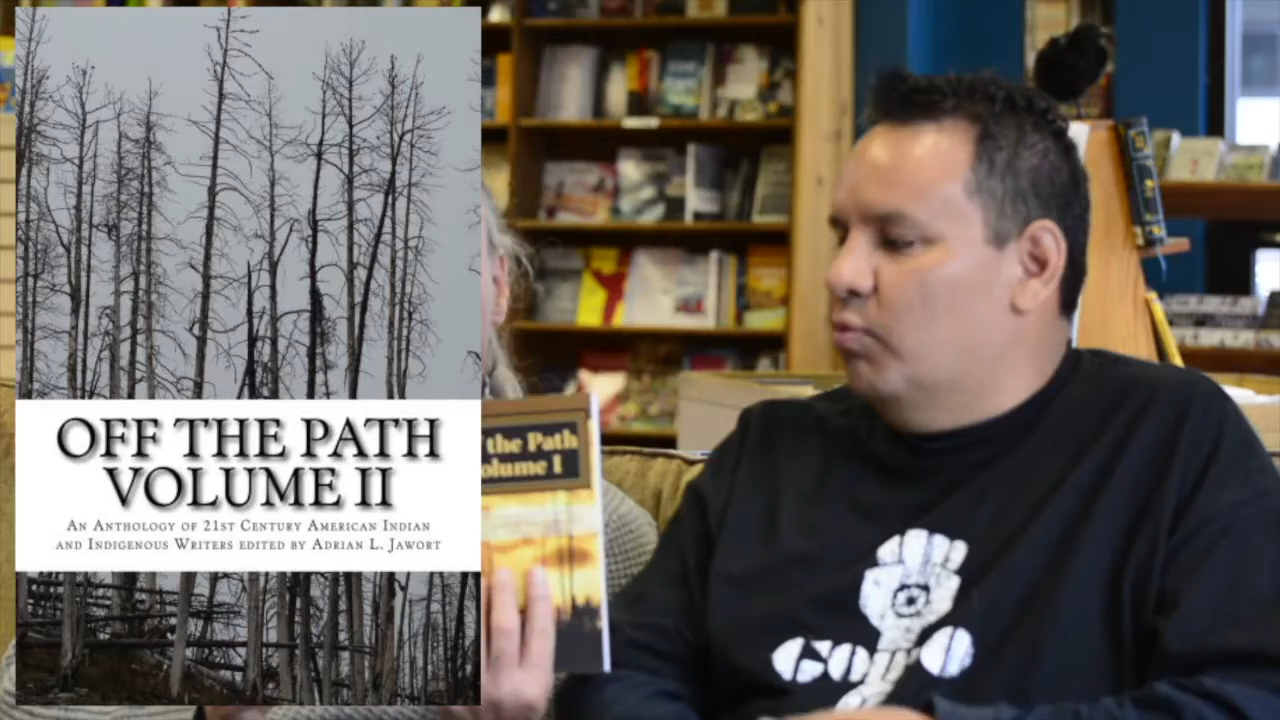 OFF THE PATH
VOLUME II
AN ANTHOLOGY OF 21ST CENTURY AMERICAN INDIAN
AND INDIGENOUS WRITERS EDITED BY ADRIAN L. JAWORT
the Path
olume I